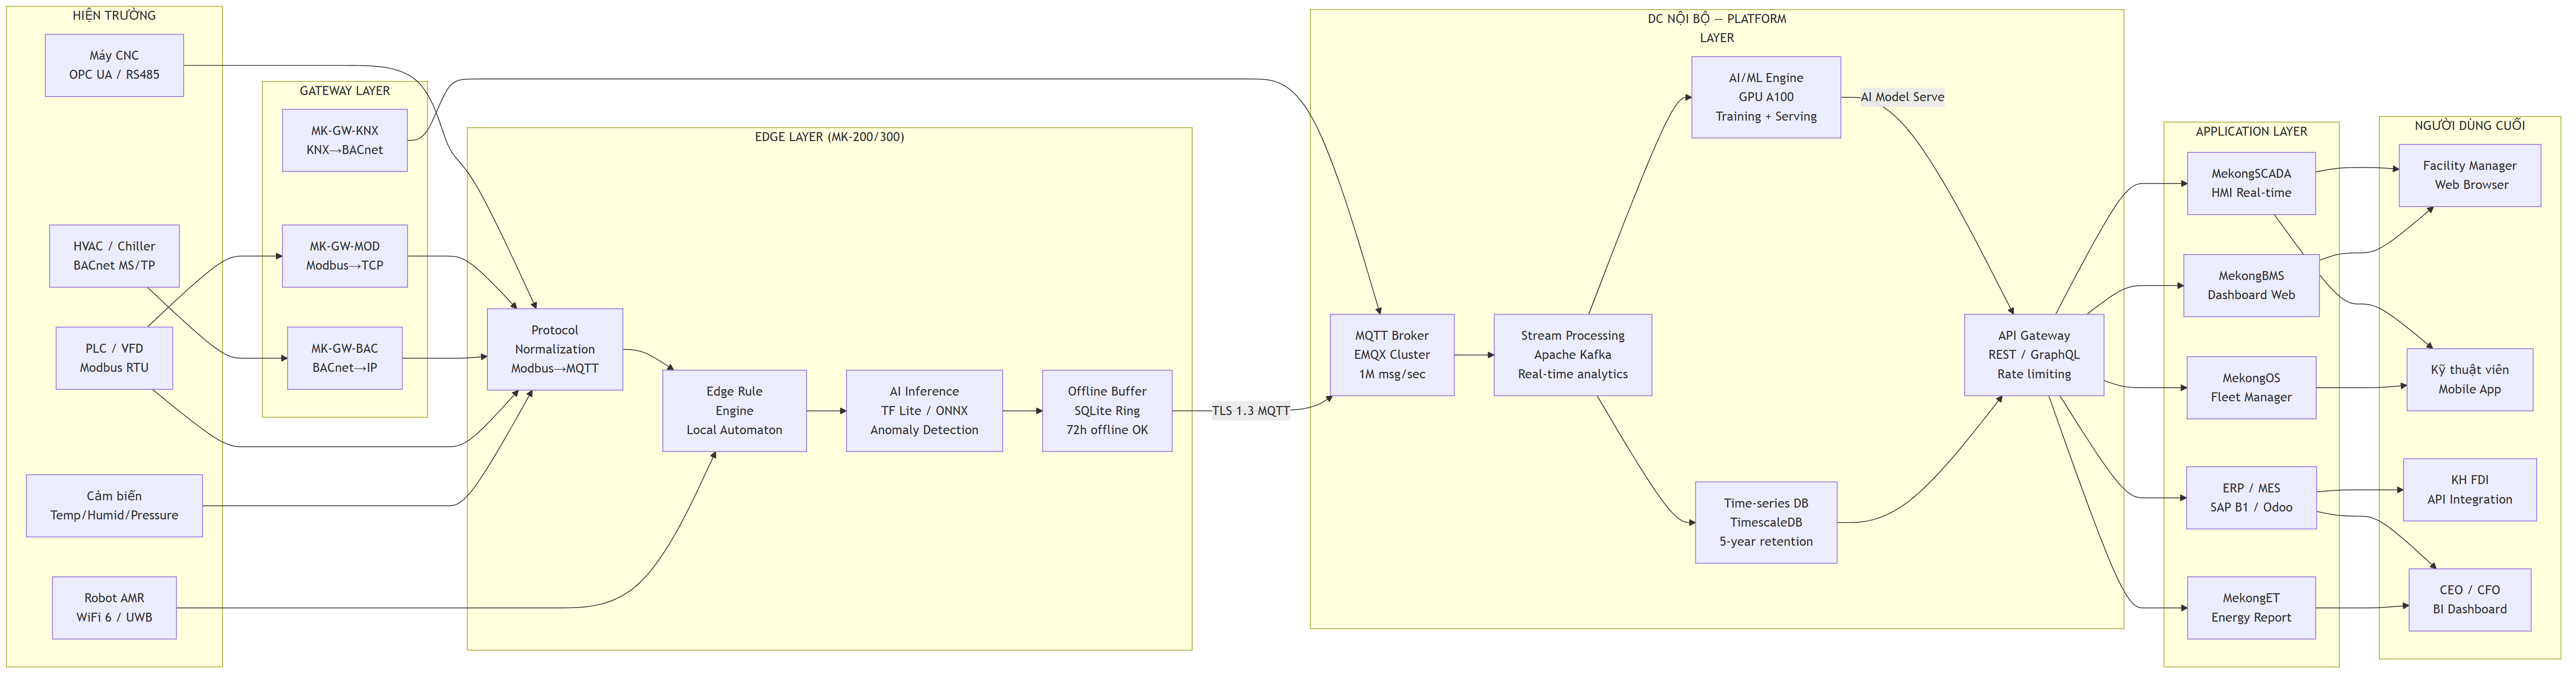 HIỆN TRƯỜNG
Máy CNC
OPC UA / RS485
HVAC / Chiller
BACnet MS/TP
PLC / VFD
Modbus RTU
Cảm biến
Temp/Humid/Pressure
Robot AMR
WiFi 6 / UWB
GATEWAY LAYER
MK-GW-KNX
KNX→BACnet
MK-GW-MOD
Modbus→TCP
MK-GW-BAC
BACnet→IP
EDGE LAYER (MK-200/300)
Protocol
Normalization
Modbus→MQTT
Edge Rule
Engine
Local Automaton
AI Inference
TF Lite / ONNX
Anomaly Detection
Offline Buffer
SQLite Ring
72h offline OK
TLS 1.3 MQTT
DC NỘI BỘ — PLATFORM
LAYER
MQTT Broker
EMQX Cluster
1M msg/sec
Stream Processing
Apache Kafka
Real-time analytics
AI/ML Engine
GPU A100
Training + Serving
AI Model Serve
Time-series DB
TimescaleDB
5-year retention
API Gateway
REST / GraphQL
Rate limiting
APPLICATION LAYER
MekongSCADA
HMI Real-time
MekongBMS
Dashboard Web
MekongOS
Fleet Manager
ERP / MES
SAP B1 / Odoo
MekongET
Energy Report
NGƯỜI DÙNG CUỐI
Facility Manager
Web Browser
Kỹ thuật viên
Mobile App
KH FDI
API Integration
CEO / CFO
BI Dashboard